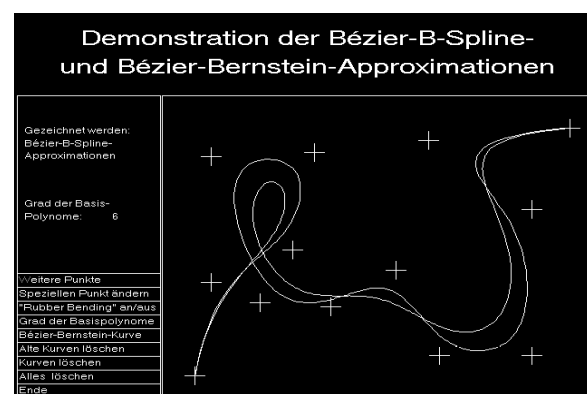 Demonstration der Bézier-B-Spline-
und Bézier-Bernstein-Approximationen
Gezeichnet werden:
Bézier-B-Spline-
Approximationen
Grad der Basis-
Polynome: 6
Weitere Punkte
Speziellen Punkt ändern
"Rubber Bending" an/aus
Grad der Basispolynome
Bézier-Bernstein-Kurve
Alte Kurven löschen
Kurven löschen
Alles löschen
Ende